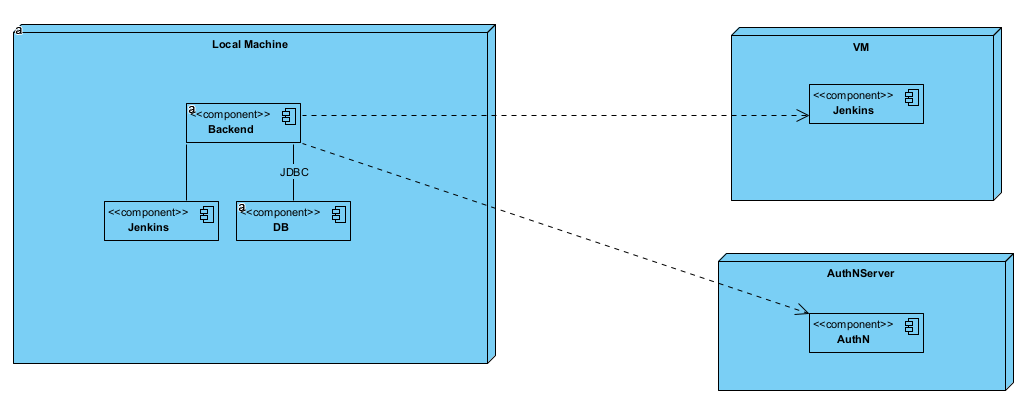 a
Local Machine
a
<<component>>
Backend
JDBC
<<component>>
Jenkins
a
<<component>>
DB
VM
<<component>>
Jenkins
AuthNServer
<<component>>
AuthN